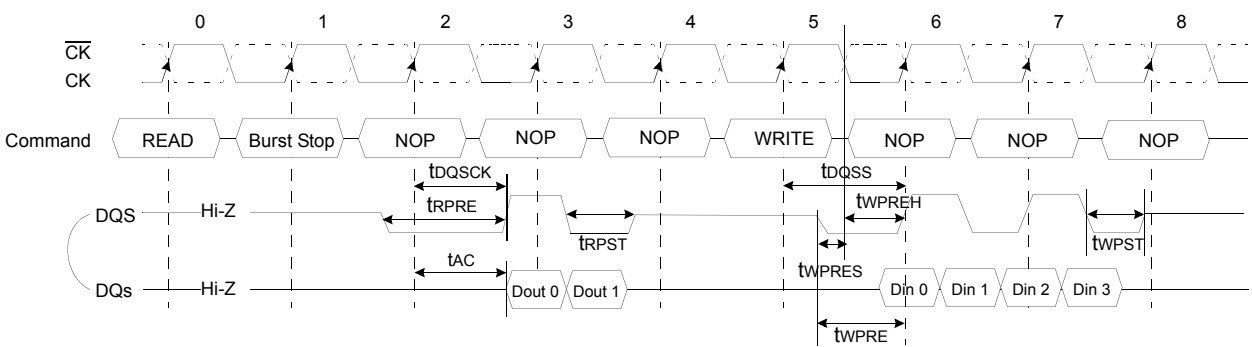 0 1 2 3 4 5 6 7 8
CK
CK
Command READ Burst Stop NOP NOP NOP WRITE NOP NOP NOP
tDQSCK tDQSS
tRPRE tWPREH
DQS Hi-Z
tRPST tWPST
tAC tWPRES
DQs Hi-Z Dout 0 Dout 1 Din 0 Din 1 Din 2 Din 3
tWPRE